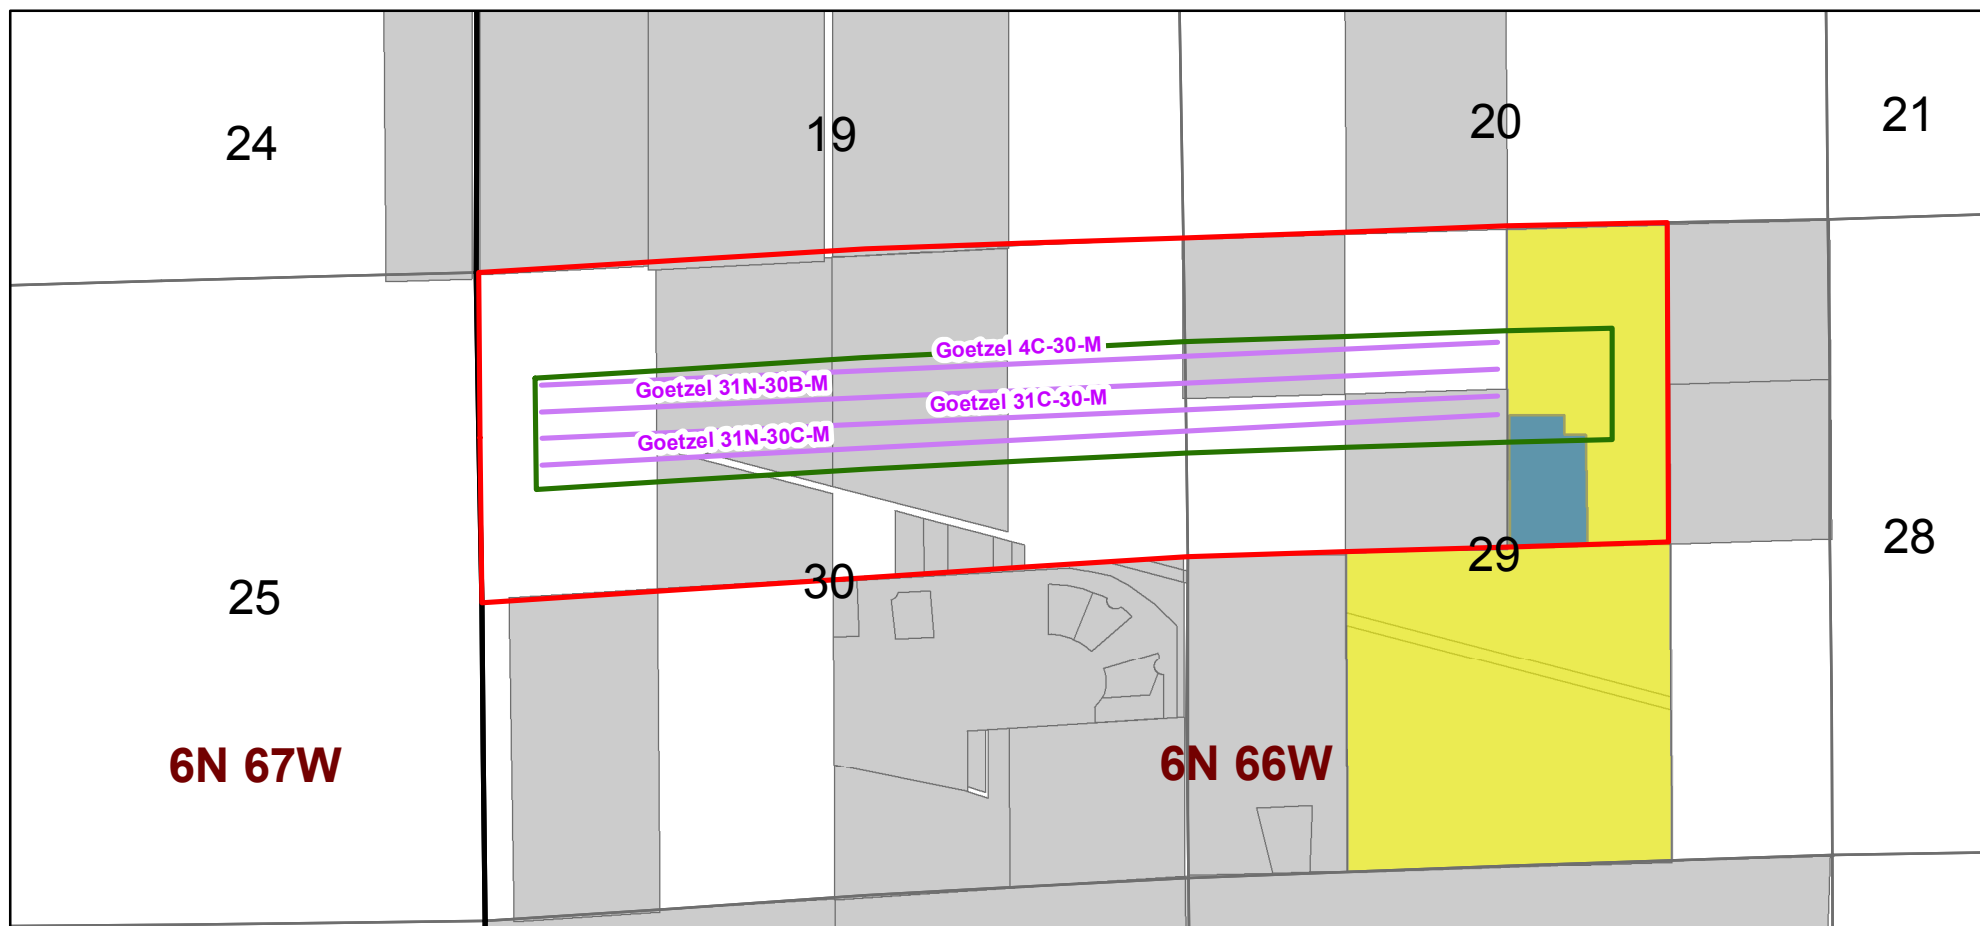 24
19
20
21
Goetzel 4C-30-M
Goetzel 31N-30B-M
Goetzel 31C-30-M
Goetzel 31N-30C-M
25
30
29
28
6N 67W
6N 66W